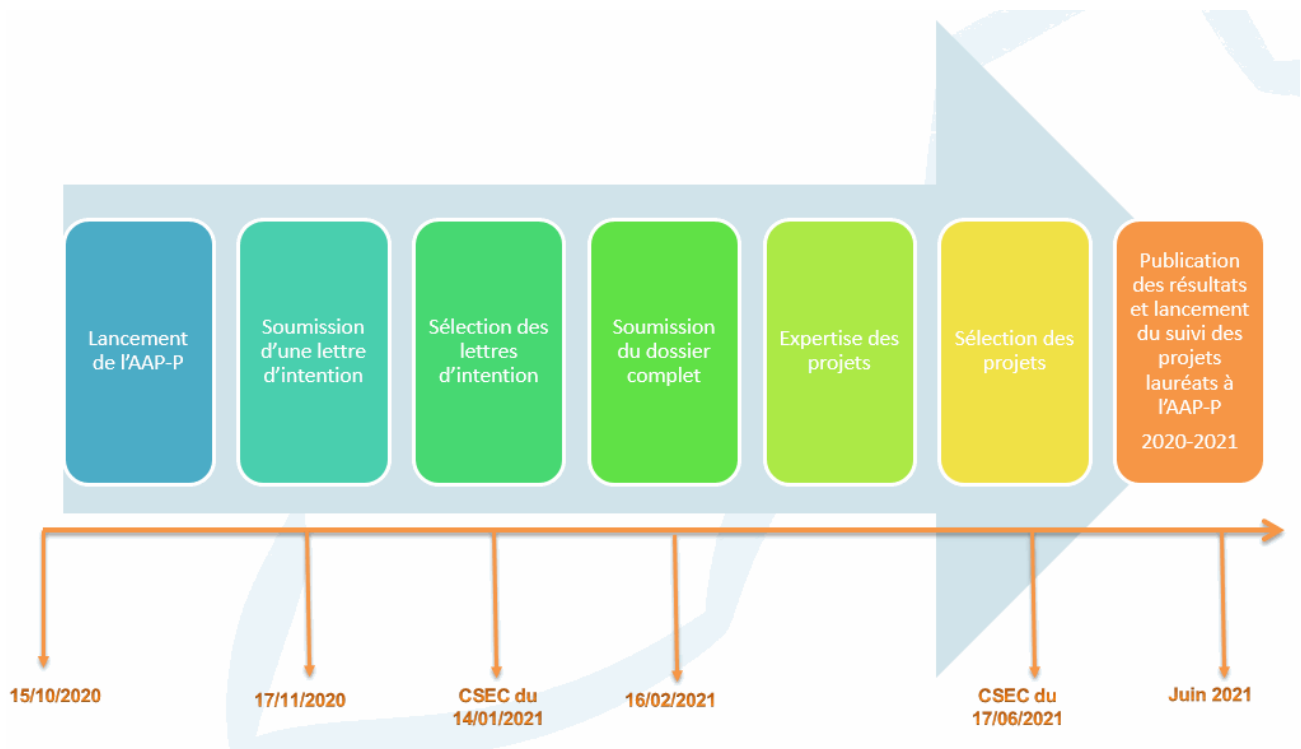 Lancement
de l'AAP-P
Soumission
d'une lettre
d'intention
Sélection des
lettres
d'intention
Soumission
du dossier
complet
Expertise des
projets
Sélection des
projets
Publication
des résultats
et lancement
du suivi des
projets
lauréats à
l'AAP-P
2020-2021
15/10/2020
17/11/2020
CSEC du
14/01/2021
16/02/2021
CSEC du
17/06/2021
Juin 2021